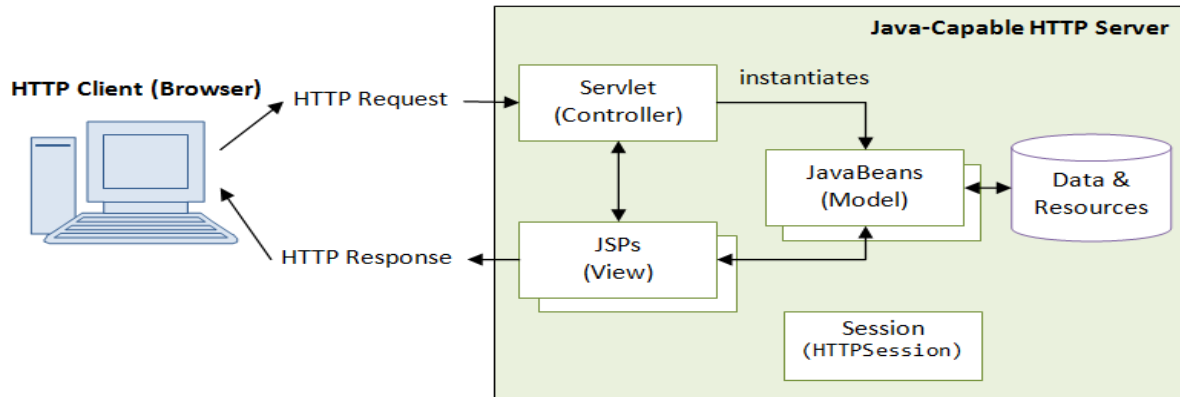 Java-Capable HTTP Server
HTTP Client (Browser)
HTTP Request
Servlet
(Controller)
instantiates
JavaBeans
(Model)
Data &
Resources
HTTP Response
JSPs
(View)
Session
(HTTPSession)